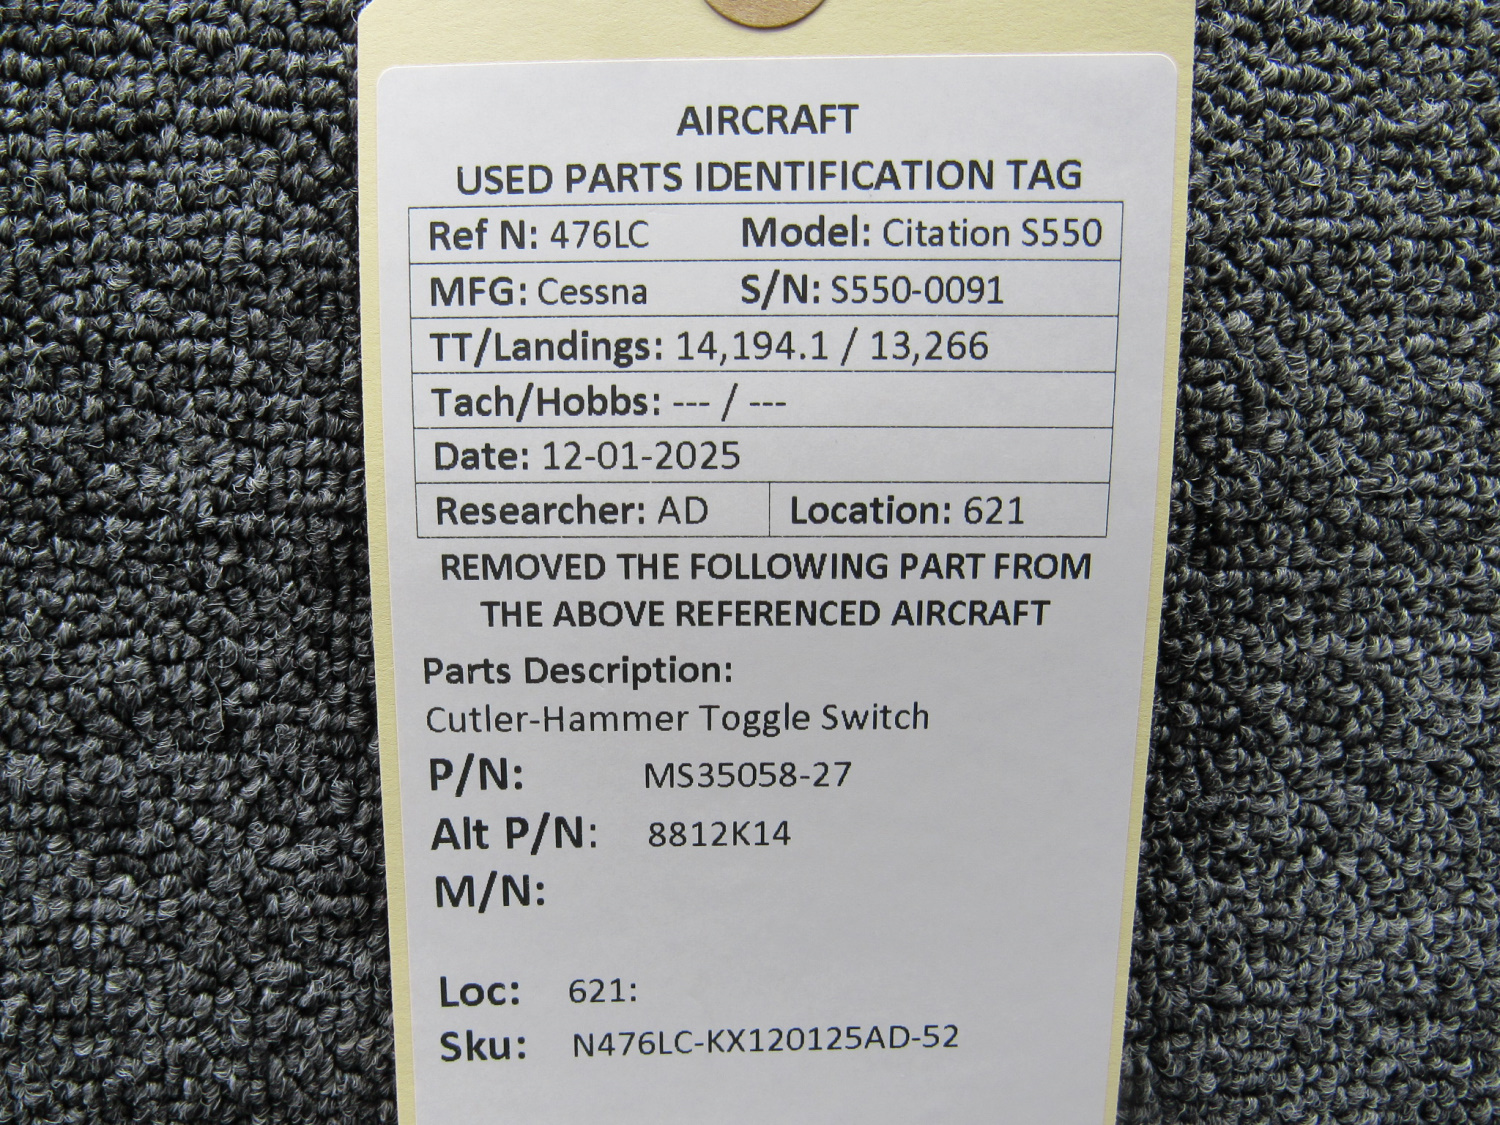 AIRCRAFT
USED PARTS IDENTIFICATION TAG
Ref N: 476LC Model: Citation S550
MFG: Cessna S/N: S550-0091
TT/Landings: 14,194.1 / 13,266
Tach/Hobbs: --- / ---
Date: 12-01-2025
Researcher: AD Location: 621
REMOVED THE FOLLOWING PART FROM
THE ABOVE REFERENCED AIRCRAFT
Parts Description:
Cutler-Hammer Toggle Switch
P/N: MS35058-27
Alt P/N: 8812K14
M/N:
Loc: 621:
Sku: N476LC-KX120125AD-52